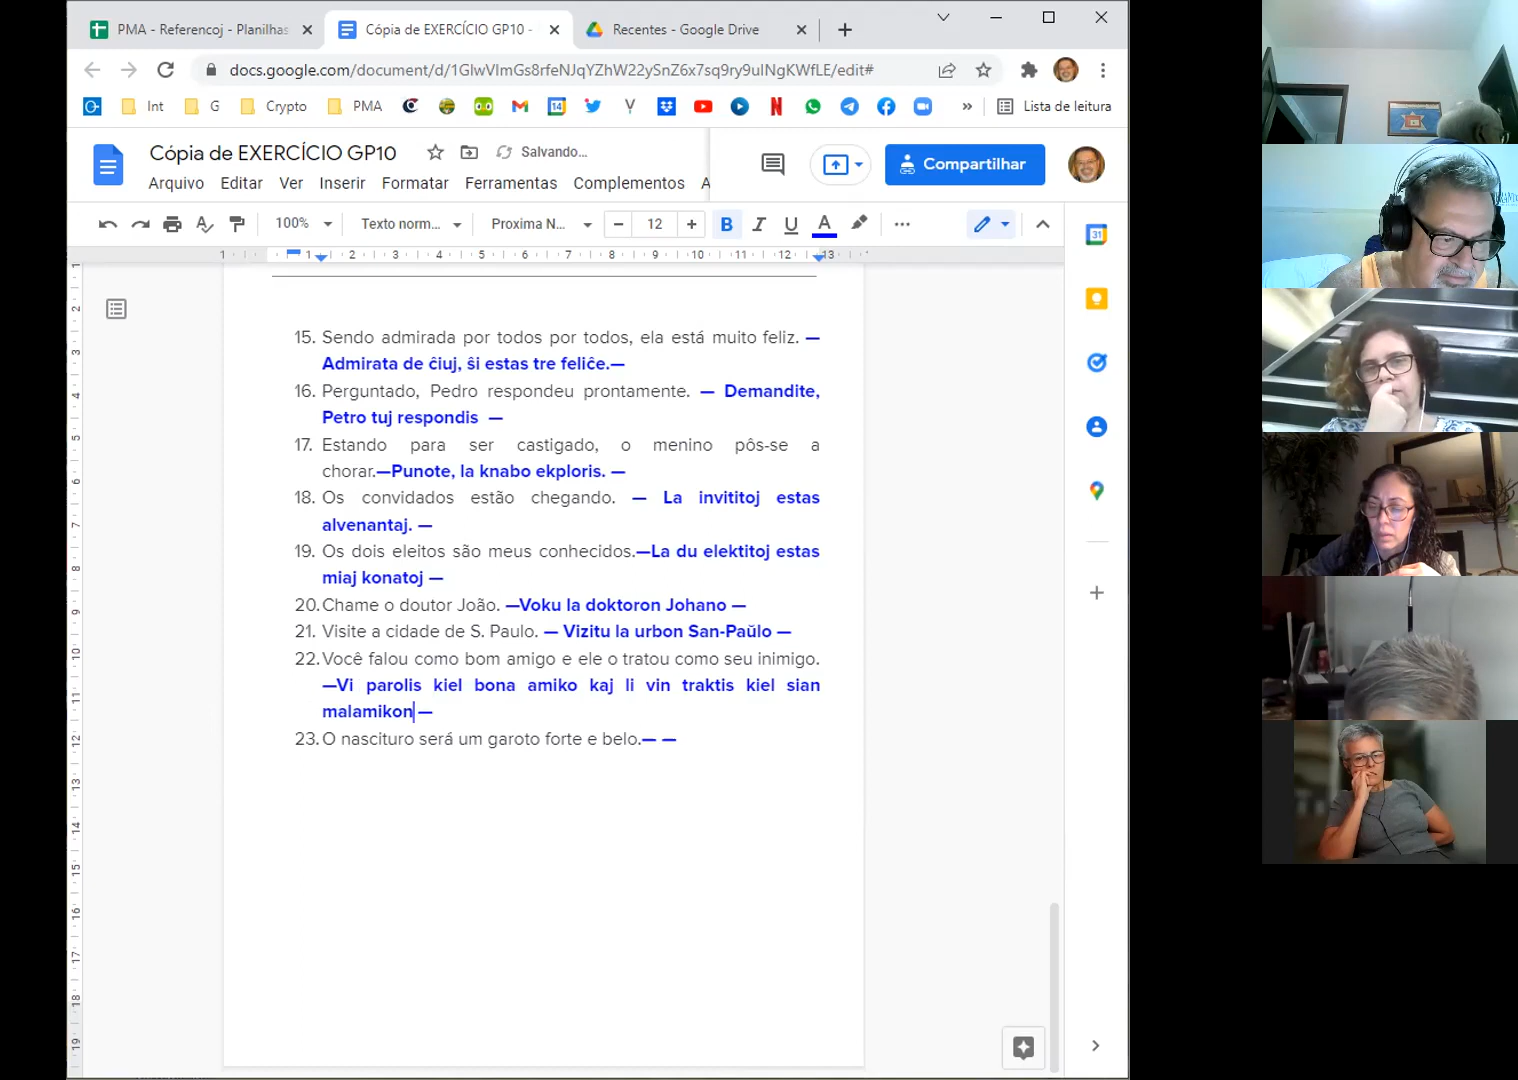 PMA - Referencoj - Planilhas
Cópia de EXERCÍCIO GP10 -
Recentes - Google Drive
docs.google.com/document/d/1GlwVlmGs8rfeNJqYZhW22ySnZ6x7sq9ry9uINgKWfLE/edit#
Int
G
Crypto
PMA
Lista de leitura
Cópia de EXERCÍCIO GP10
Salvando...
Compartilhar
Arquivo Editar Ver Inserir Formatar Ferramentas Complementos A
100% Texto norm... Proxima N... 12 B I U A
15. Sendo admirada por todos por todos, ela está muito feliz. —
Admirata de ĉiuj, ŝi estas tre feliĉe.—
16. Perguntado, Pedro respondeu prontamente. — Demandite,
Petro tuj respondis —
17. Estando para ser castigado, o menino pôs-se a
chorar.—Punote, la knabo ekploris. —
18. Os convidados estão chegando. — La invititoj estas
alvenantaj. —
19. Os dois eleitos são meus conhecidos.—La du elektitoj estas
miaj konatoj —
20. Chame o doutor João. —Voku la doktoron Johano —
21. Visite a cidade de S. Paulo. — Vizitu la urbon San-Paŭlo —
22. Você falou como bom amigo e ele o tratou como seu inimigo.
—Vi parolis kiel bona amiko kaj li vin traktis kiel sian
malamikon —
23. O nascituro será um garoto forte e belo.— —